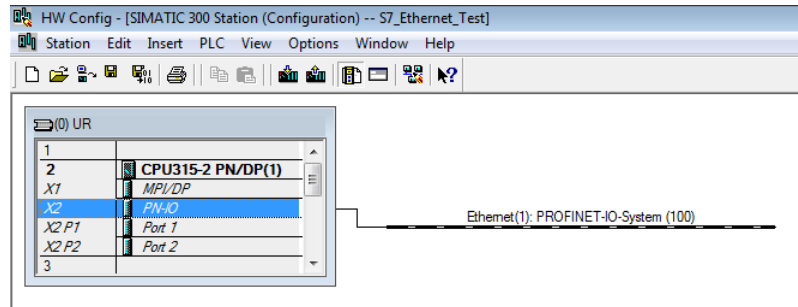 HW Config - [SIMATIC 300 Station (Configuration) -- S7_Ethernet_Test]
Station Edit Insert PLC View Options Window Help
(0) UR
1
2 CPU315-2 PN/DP(1)
X1 MPI/DP
X2 PN-IO
X2 P1 Port 1
X2 P2 Port 2
3
Ethernet(1): PROFINET-IO-System (100)